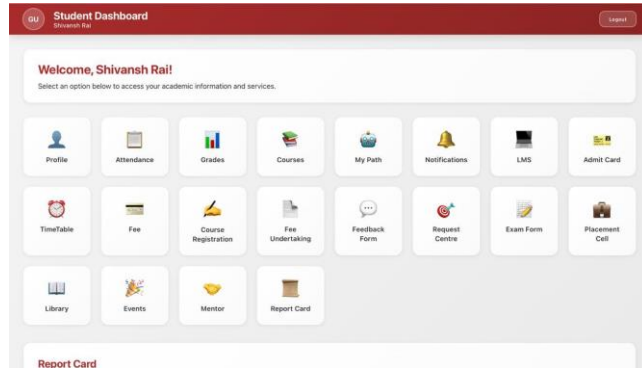 GU
Student Dashboard
Shivansh Rai
Logout
Welcome, Shivansh Rai!
Select an option below to access your academic information and services.
Profile
Attendance
Grades
Courses
My Path
Notifications
LMS
Admit Card
TimeTable
Fee
Course
Registration
Fee
Undertaking
Feedback
Form
Request
Centre
Exam Form
Placement
Cell
Library
Events
Mentor
Report Card
Report Card